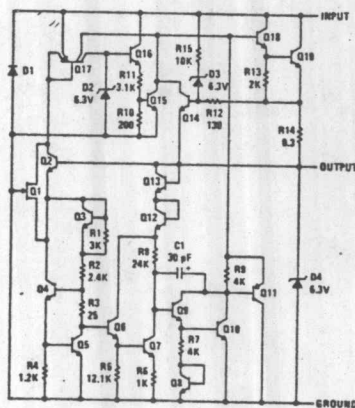 INPUT
D1
Q17
Q16
R11
3.1K
D2
6.3V
Q15
R10
200
R15
10K
D3
6.3V
Q14
R12
130
Q18
Q19
R13
2K
R14
0.3
Q2
OUTPUT
Q1
Q13
Q12
Q3
R1
3K
R2
2.4K
R3
25
Q4
Q5
R4
1.2K
Q6
R5
12.1K
R9
24K
C1
30 pF
Q7
R6
1K
Q9
R7
4K
Q8
Q10
R8
4K
Q11
D4
6.3V
GROUND